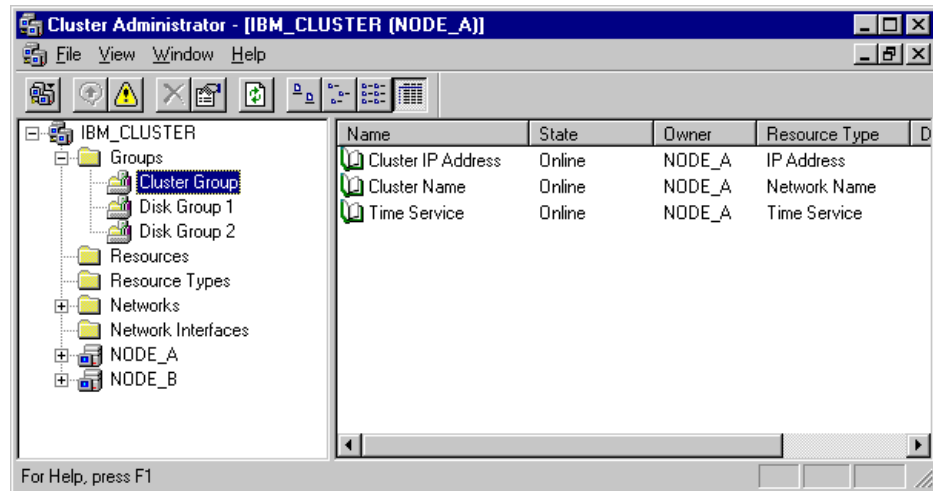 Cluster Administrator - [IBM_CLUSTER (NODE_A)]
File View Window Help
IBM_CLUSTER
Groups
Cluster Group
Disk Group 1
Disk Group 2
Resources
Resource Types
Networks
Network Interfaces
NODE_A
NODE_B
Name State Owner Resource Type D
Cluster IP Address Online NODE_A IP Address
Cluster Name Online NODE_A Network Name
Time Service Online NODE_A Time Service
For Help, press F1